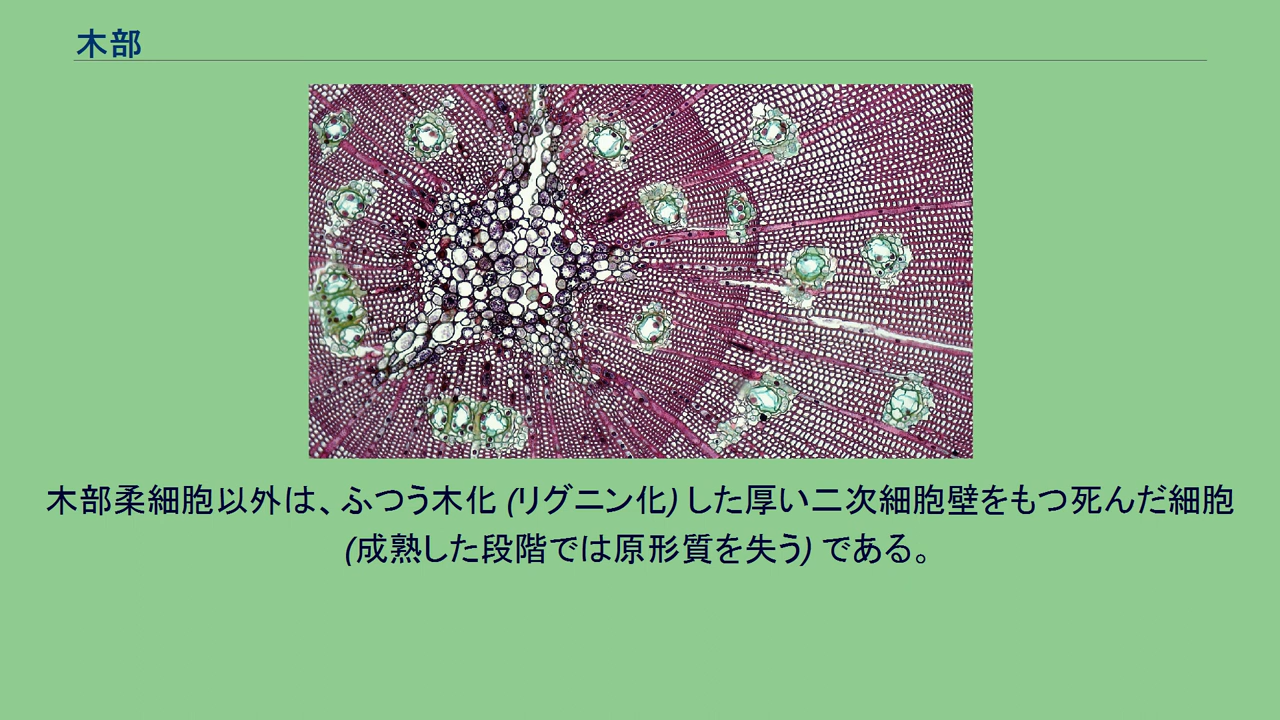 木部
木部柔細胞以外は、ふつう木化 (リグニン化) した厚い二次細胞壁をもつ死んだ細胞
(成熟した段階では原形質を失う) である。